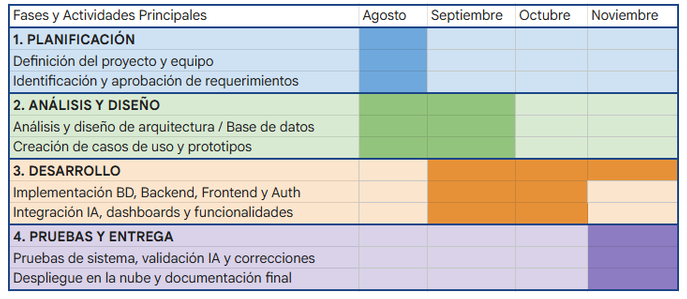 Fases y Actividades Principales Agosto Septiembre Octubre Noviembre
1. PLANIFICACIÓN
Definición del proyecto y equipo
Identificación y aprobación de requerimientos
2. ANÁLISIS Y DISEÑO
Análisis y diseño de arquitectura / Base de datos
Creación de casos de uso y prototipos
3. DESARROLLO
Implementación BD, Backend, Frontend y Auth
Integración IA, dashboards y funcionalidades
4. PRUEBAS Y ENTREGA
Pruebas de sistema, validación IA y correcciones
Despliegue en la nube y documentación final